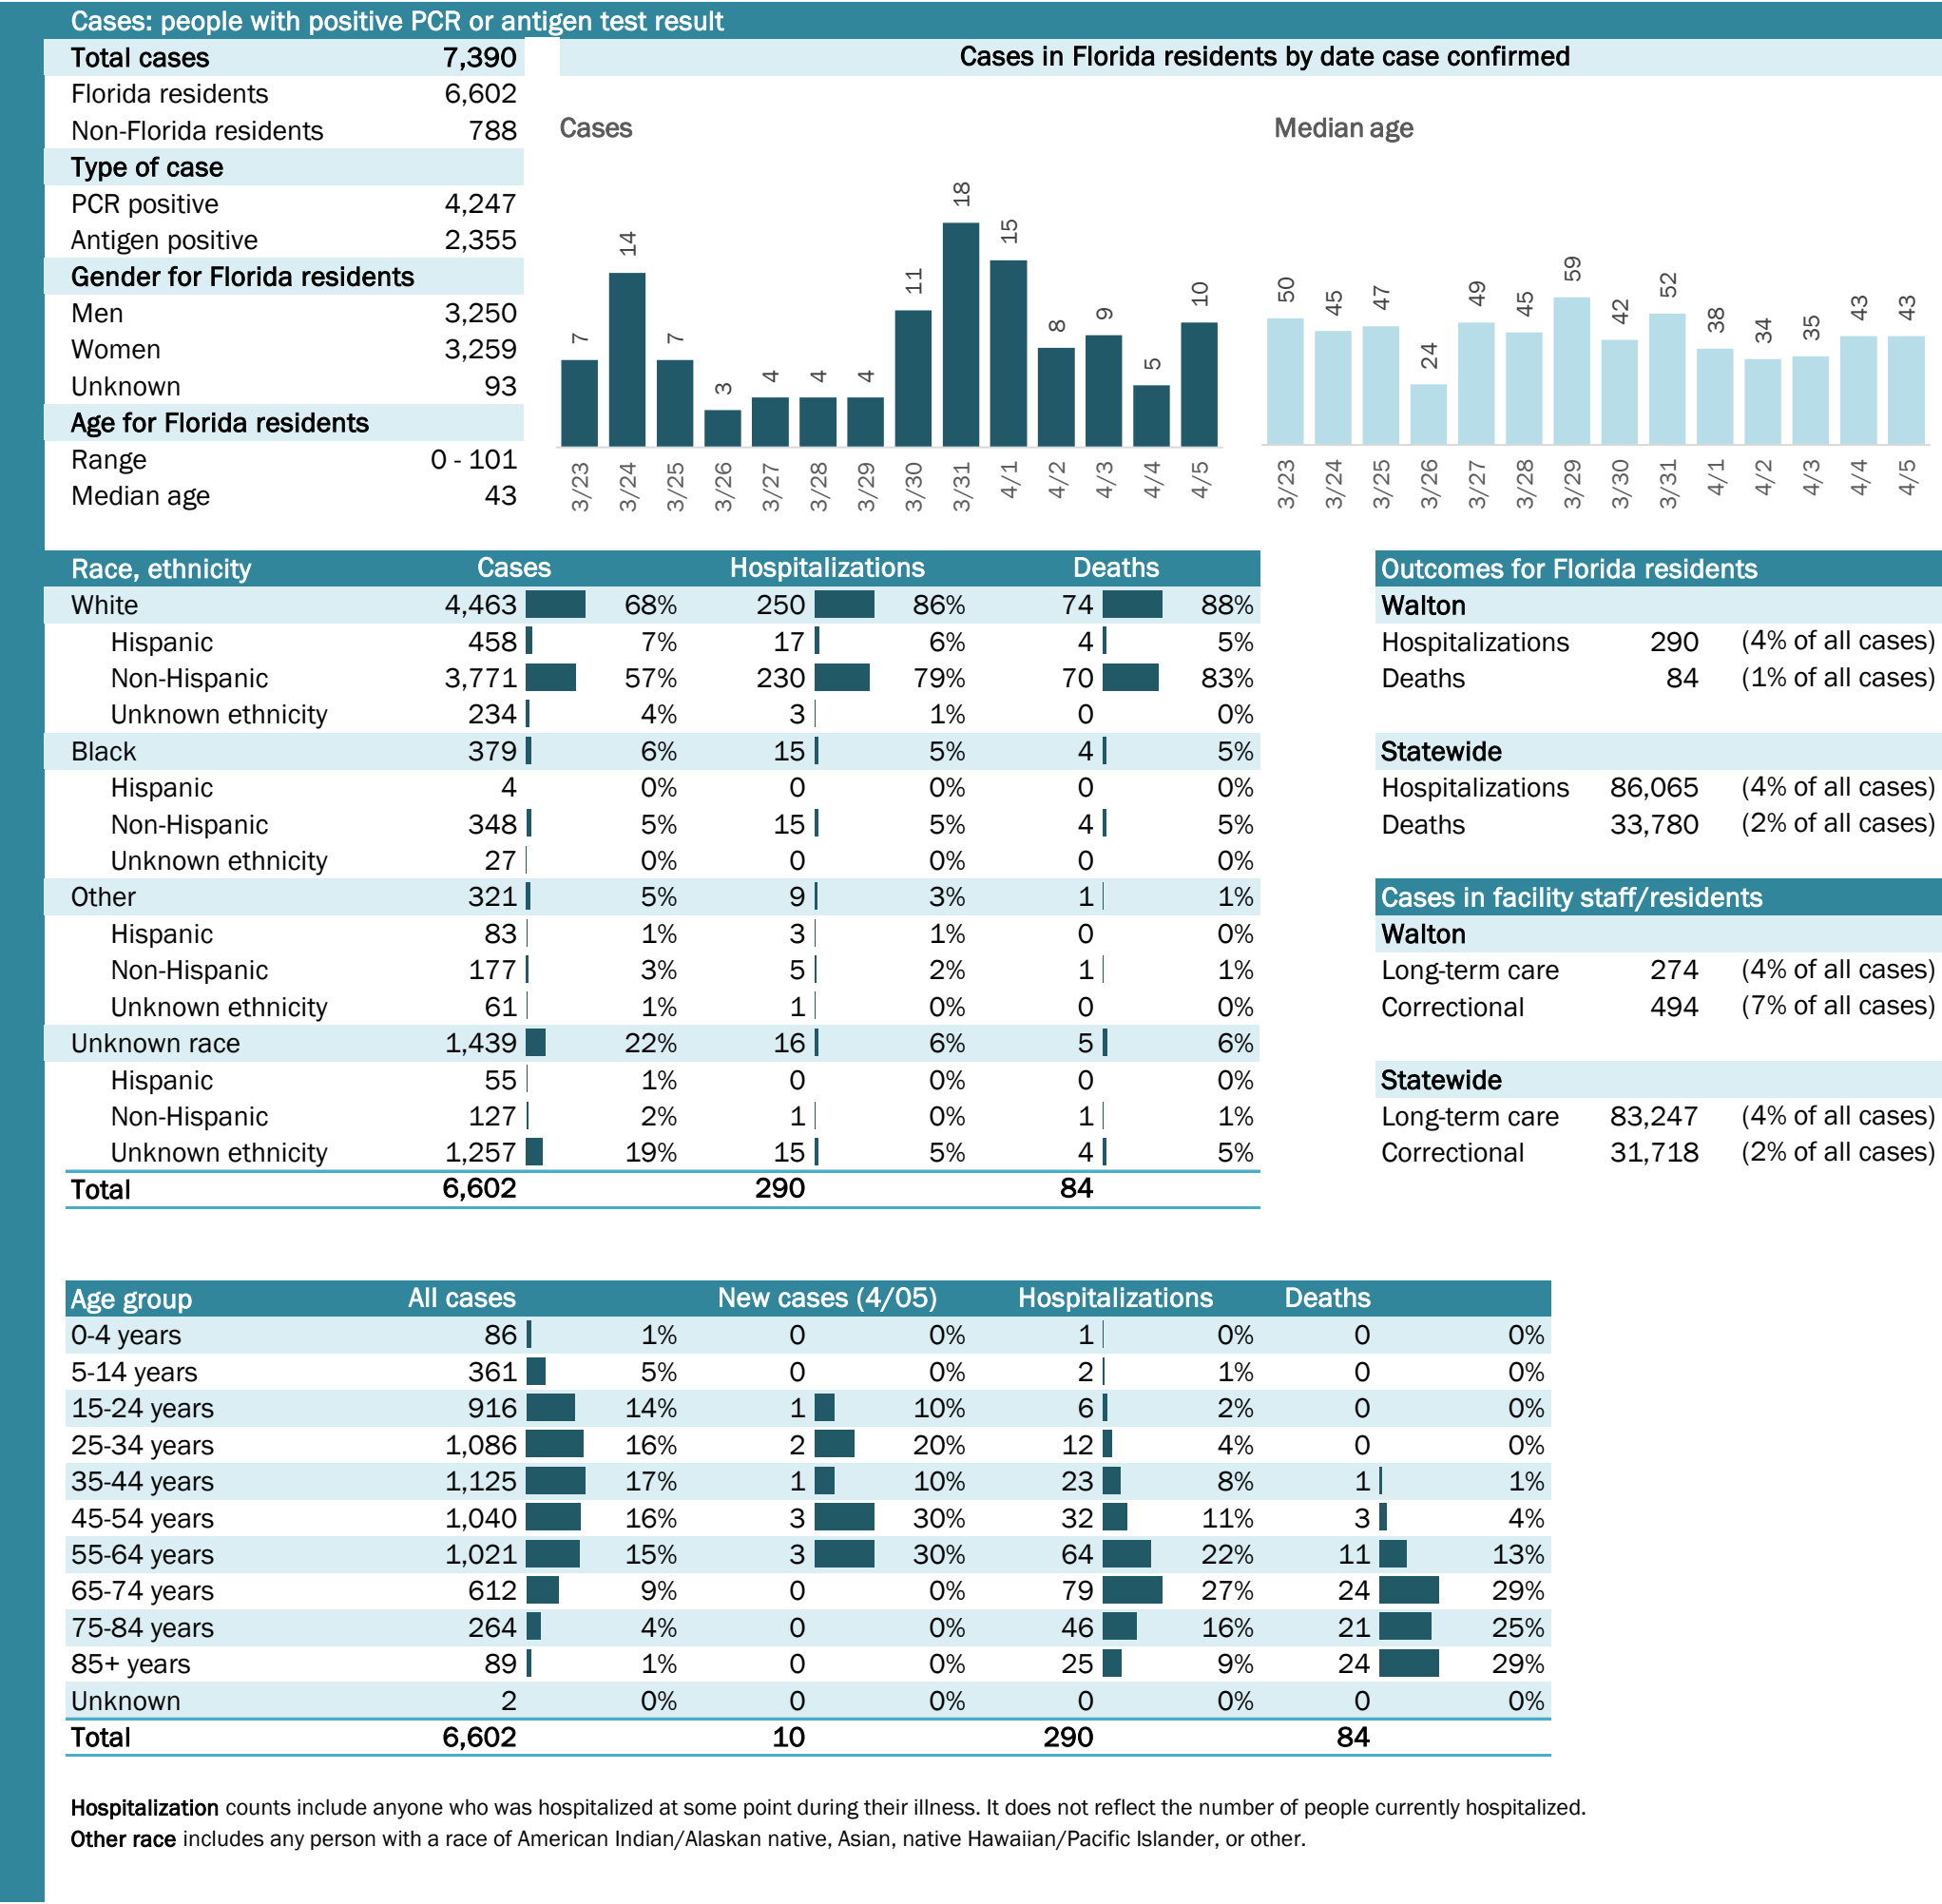 Cases: people with positive PCR or antigen test result
Total cases 7,390
Florida residents 6,602
Non-Florida residents 788
Type of case
PCR positive 4,247
Antigen positive 2,355
Gender for Florida residents
Men 3,250
Women 3,259
Unknown 93
Age for Florida residents
Range 0 - 101
Median age 43
Cases in Florida residents by date case confirmed
Cases
7 14 7 3 4 4 4 11 18 15 8 9 5 10
3/23 3/24 3/25 3/26 3/27 3/28 3/29 3/30 3/31 4/1 4/2 4/3 4/4 4/5
Median age
50 45 47 24 49 45 59 42 52 38 34 35 43 43
3/23 3/24 3/25 3/26 3/27 3/28 3/29 3/30 3/31 4/1 4/2 4/3 4/4 4/5
Race, ethnicity Cases Hospitalizations Deaths
White 4,463 68% 250 86% 74 88%
Hispanic 458 7% 17 6% 4 5%
Non-Hispanic 3,771 57% 230 79% 70 83%
Unknown ethnicity 234 4% 3 1% 0 0%
Black 379 6% 15 5% 4 5%
Hispanic 4 0% 0 0% 0 0%
Non-Hispanic 348 5% 15 5% 4 5%
Unknown ethnicity 27 0% 0 0% 0 0%
Other 321 5% 9 3% 1 1%
Hispanic 83 1% 3 1% 0 0%
Non-Hispanic 177 3% 5 2% 1 1%
Unknown ethnicity 61 1% 1 0% 0 0%
Unknown race 1,439 22% 16 6% 5 6%
Hispanic 55 1% 0 0% 0 0%
Non-Hispanic 127 2% 1 0% 1 1%
Unknown ethnicity 1,257 19% 15 5% 4 5%
Total 6,602 290 84
Outcomes for Florida residents
Walton
Hospitalizations 290 (4% of all cases)
Deaths 84 (1% of all cases)
Statewide
Hospitalizations 86,065 (4% of all cases)
Deaths 33,780 (2% of all cases)
Cases in facility staff/residents
Walton
Long-term care 274 (4% of all cases)
Correctional 494 (7% of all cases)
Statewide
Long-term care 83,247 (4% of all cases)
Correctional 31,718 (2% of all cases)
Age group All cases New cases (4/05) Hospitalizations Deaths
0-4 years 86 1% 0 0% 1 0% 0 0%
5-14 years 361 5% 0 0% 2 1% 0 0%
15-24 years 916 14% 1 10% 6 2% 0 0%
25-34 years 1,086 16% 2 20% 12 4% 0 0%
35-44 years 1,125 17% 1 10% 23 8% 1 1%
45-54 years 1,040 16% 3 30% 32 11% 3 4%
55-64 years 1,021 15% 3 30% 64 22% 11 13%
65-74 years 612 9% 0 0% 79 27% 24 29%
75-84 years 264 4% 0 0% 46 16% 21 25%
85+ years 89 1% 0 0% 25 9% 24 29%
Unknown 2 0% 0 0% 0 0% 0 0%
Total 6,602 10 290 84
Hospitalization counts include anyone who was hospitalized at some point during their illness. It does not reflect the number of people currently hospitalized.
Other race includes any person with a race of American Indian/Alaskan native, Asian, native Hawaiian/Pacific Islander, or other.